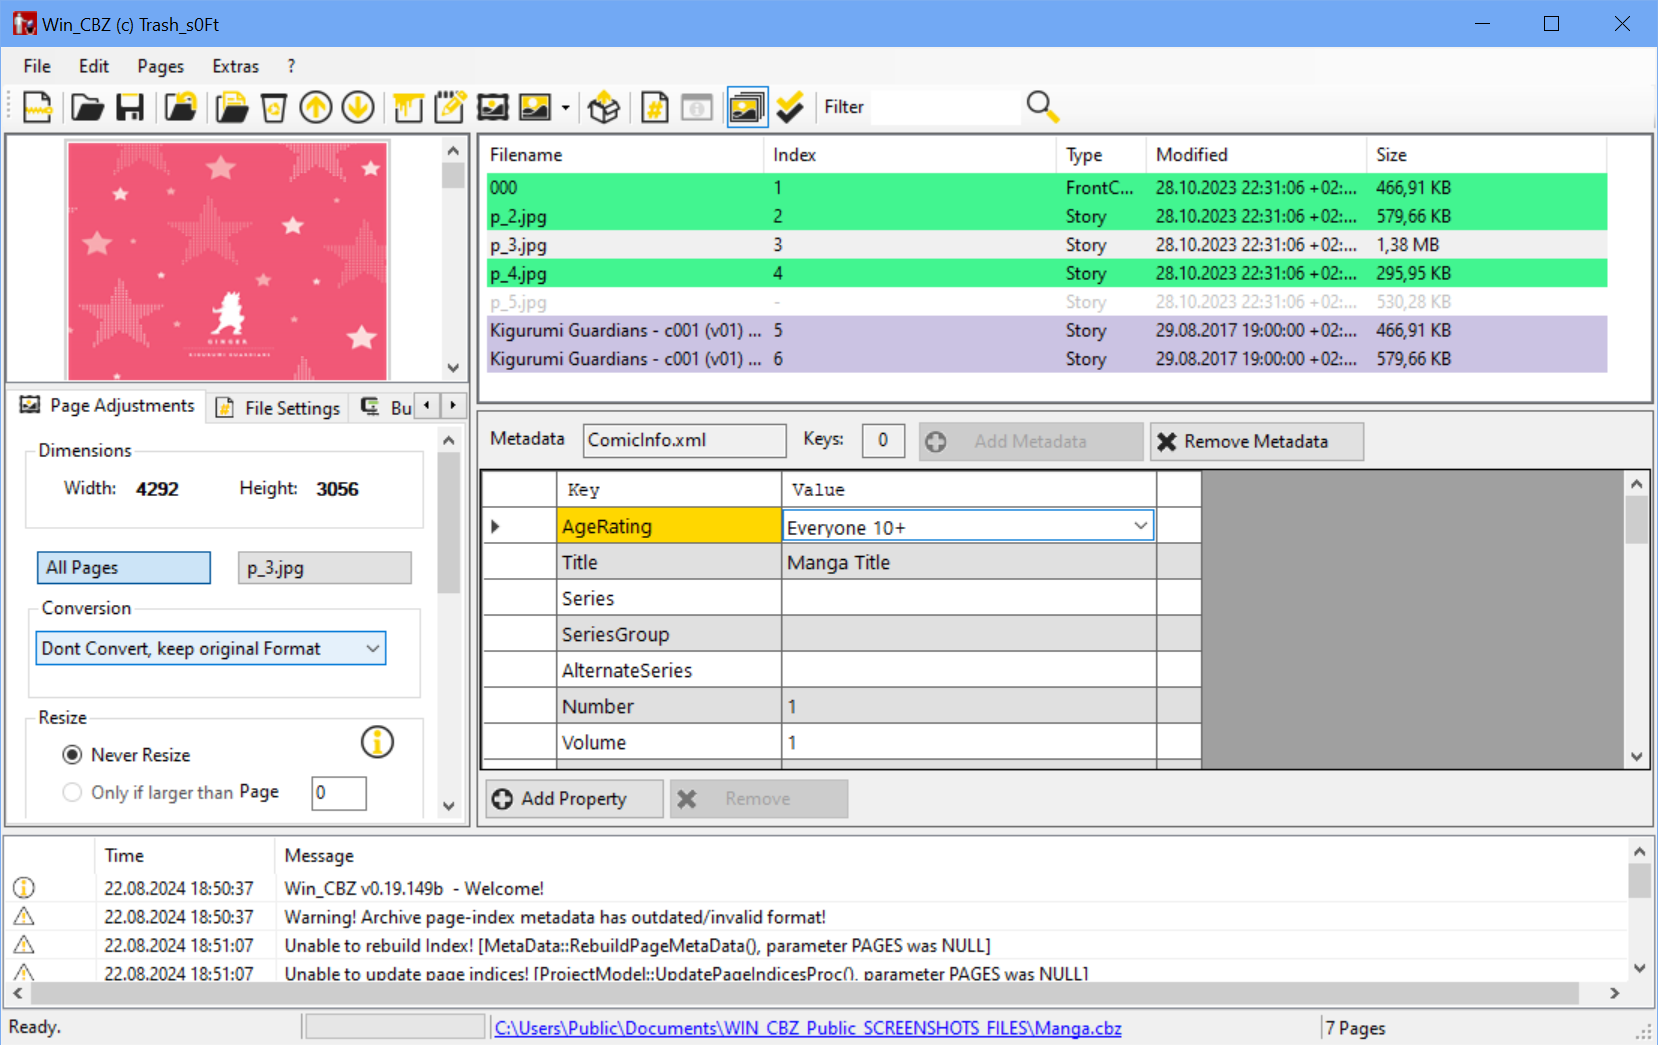 Win_CBZ (c) Trash_s0Ft
File Edit Pages Extras ?
Filter
GINGER
KIGURUMI GUARDIANS
Filename Index Type Modified Size
000 1 FrontC... 28.10.2023 22:31:06 +02:... 466,91 KB
p_2.jpg 2 Story 28.10.2023 22:31:06 +02:... 579,66 KB
p_3.jpg 3 Story 28.10.2023 22:31:06 +02:... 1,38 MB
p_4.jpg 4 Story 28.10.2023 22:31:06 +02:... 295,95 KB
p_5.jpg - Story 28.10.2023 22:31:06 +02:... 530,28 KB
Kigurumi Guardians - c001 (v01) ... 5 Story 29.08.2017 19:00:00 +02:... 466,91 KB
Kigurumi Guardians - c001 (v01) ... 6 Story 29.08.2017 19:00:00 +02:... 579,66 KB
Page Adjustments File Settings Bu
Dimensions
Width: 4292 Height: 3056
All Pages p_3.jpg
Conversion
Dont Convert, keep original Format
Resize
Never Resize
Only if larger than Page 0
Metadata ComicInfo.xml Keys: 0 Add Metadata Remove Metadata
Key Value
AgeRating Everyone 10+
Title Manga Title
Series
SeriesGroup
AlternateSeries
Number 1
Volume 1
Add Property Remove
Time Message
22.08.2024 18:50:37 Win_CBZ v0.19.149b - Welcome!
22.08.2024 18:50:37 Warning! Archive page-index metadata has outdated/invalid format!
22.08.2024 18:51:07 Unable to rebuild Index! [MetaData::RebuildPageMetaData(), parameter PAGES was NULL]
22.08.2024 18:51:07 Unable to update page indices! [ProjectModel::UpdatePageIndicesProc(), parameter PAGES was NULL]
Ready. C:\Users\Public\Documents\WIN_CBZ_Public_SCREENSHOTS_FILES\Manga.cbz 7 Pages